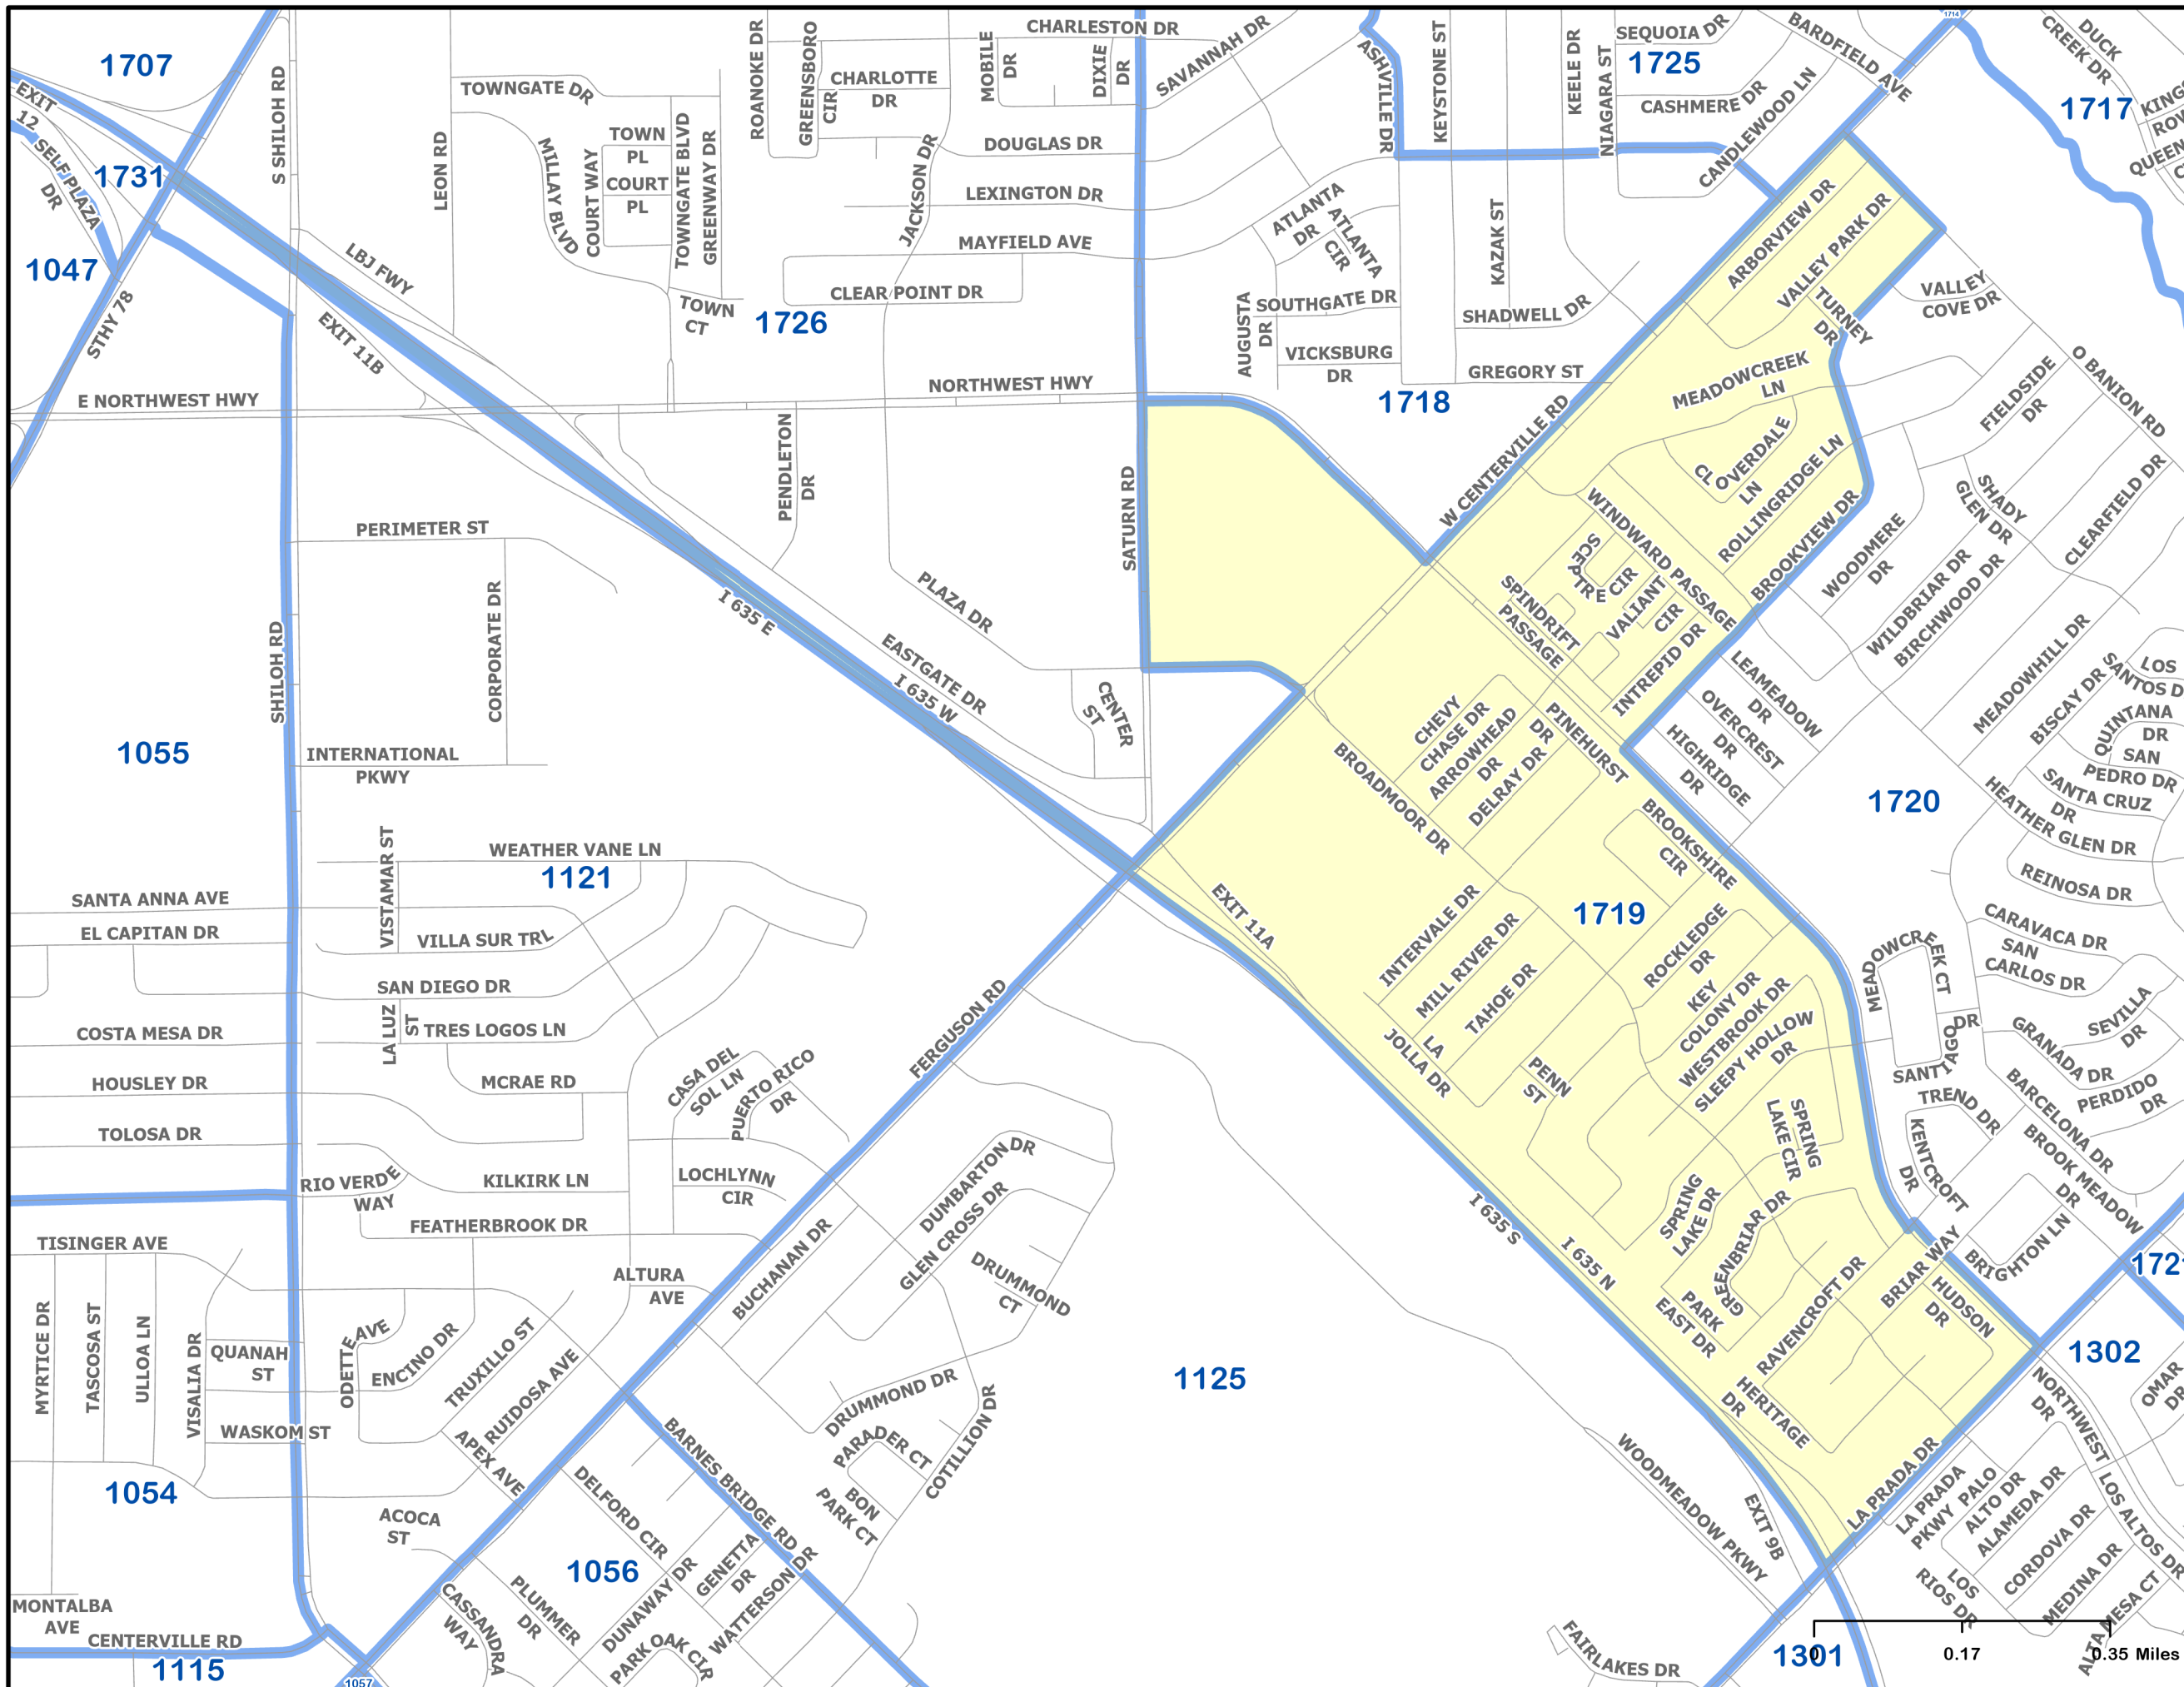 1707
1731
1047
1726
1725
1717
1714
1718
1055
1121
1719
1720
1054
1056
1125
1302
1301
1115
1057
EXIT
12
SELF PLAZA
DR
STHY 78
S SHILOH RD
LBJ FWY
EXIT 11B
E NORTHWEST HWY
LEON RD
TOWNGATE DR
MILLAY BLVD
TOWN
PL
COURT
PL
COURT WAY
TOWNGATE BLVD
GREENWAY DR
TOWN
CT
ROANOKE DR
GREENSBORO
CIR
CHARLOTTE
DR
MOBILE
DR
CHARLESTON DR
DIXIE
DR
SAVANNAH DR
DOUGLAS DR
LEXINGTON DR
JACKSON DR
MAYFIELD AVE
CLEAR POINT DR
NORTHWEST HWY
ASHVILLE DR
KEYSTONE ST
KEELE DR
NIAGARA ST
SEQUOIA DR
CASHMERE DR
CANDLEWOOD LN
BARDFIELD AVE
DUCK
CREEK DR
ATLANTA
DR
ATLANTA
CIR
KAZAK ST
AUGUSTA
DR
SOUTHGATE DR
VICKSBURG
DR
SHADWELL DR
GREGORY ST
ARBORVIEW DR
VALLEY PARK DR
TURNEY
DR
VALLEY
COVE DR
O BANION RD
MEADOWCREEK
LN
CLOVERDALE
LN
ROLLINGRIDGE LN
BROOKVIEW DR
FIELDSIDE
DR
SHADY
GLEN DR
CLEARFIELD DR
WOODMERE
DR
WILDBRIAR DR
BIRCHWOOD DR
W CENTERVILLE RD
WINDWARD PASSAGE
SCEPTRE CIR
VALIANT
CIR
SPINDRIFT
PASSAGE
INTREPID DR
PENDLETON
DR
SATURN RD
PERIMETER ST
CORPORATE DR
SHILOH RD
INTERNATIONAL
PKWY
I 635 E
I 635 W
EASTGATE DR
PLAZA DR
CENTER
ST
LEAMEADOW
DR
OVERCREST
DR
HIGHRIDGE
DR
MEADOWHILL DR
BISCAY DR
QUINTANA
DR
PEDRO DR
SANTA CRUZ
DR
HEATHER GLEN DR
REINOSA DR
CARAVACA DR
SAN
CARLOS DR
SEVILLA
DR
GRANADA DR
PERDIDO
DR
BARCELONA DR
BROOK MEADOW
DR
CHEVY
CHASE DR
ARROWHEAD
DR
DELRAY DR
PINEHURST
DR
BROADMOOR DR
BROOKSHIRE
CIR
WEATHER VANE LN
VISTAMAR ST
SANTA ANNA AVE
EL CAPITAN DR
VILLA SUR TRL
SAN DIEGO DR
LA LUZ
ST
TRES LOGOS LN
COSTA MESA DR
HOUSLEY DR
MCRAE RD
TOLOSA DR
RIO VERDE
WAY
KILKIRK LN
FEATHERBROOK DR
CASA DEL
SOL LN
PUERTO RICO
DR
LOCHLYNN
CIR
ALTURA
AVE
FERGUSON RD
EXIT 11A
INTERVALE DR
MILL RIVER DR
TAHOE DR
LA
JOLLA DR
PENN
ST
ROCKLEDGE
DR
KEY
COLONY DR
WESTBROOK DR
SLEEPY HOLLOW
DR
SPRING
LAKE CIR
SPRING
LAKE DR
GREENBRIAR DR
PARK
EAST DR
RAVENCROFT DR
HERITAGE
DR
BRIAR WAY
HUDSON
DR
BRIGHTON LN
MEADOWCREEK CT
SANTIAGO DR
TREND DR
KENTCROFT
DR
I 635 S
I 635 N
LA PRADA DR
NORTHWEST
DR
LOS ALTOS DR
LA PRADA
PKWY
PALO
ALTO DR
ALAMEDA DR
CORDOVA DR
MEDINA DR
LOS
RIOS DR
OMAR
DR
EXIT 9B
WOODMEADOW PKWY
FAIRLAKES DR
TISINGER AVE
MYRTICE DR
TASCOSA ST
ULLOA LN
VISALIA DR
QUANAH
ST
WASKOM ST
ODETTE AVE
ENCINO DR
TRUXILLO ST
RUIDOSA AVE
APEX AVE
ACOCA
ST
MONTALBA
AVE
CENTERVILLE RD
CASSANDRA
WAY
PLUMMER
DR
DELFORD CIR
DUNAWAY DR
GENETTA
DR
WATTERSON DR
PARK OAK CIR
BARNES BRIDGE RD
BUCHANAN DR
DUMBARTON DR
GLEN CROSS DR
DRUMMOND
CT
DRUMMOND DR
PARADER CT
BON
PARK CT
COTILLION DR
0
0.17
0.35 Miles